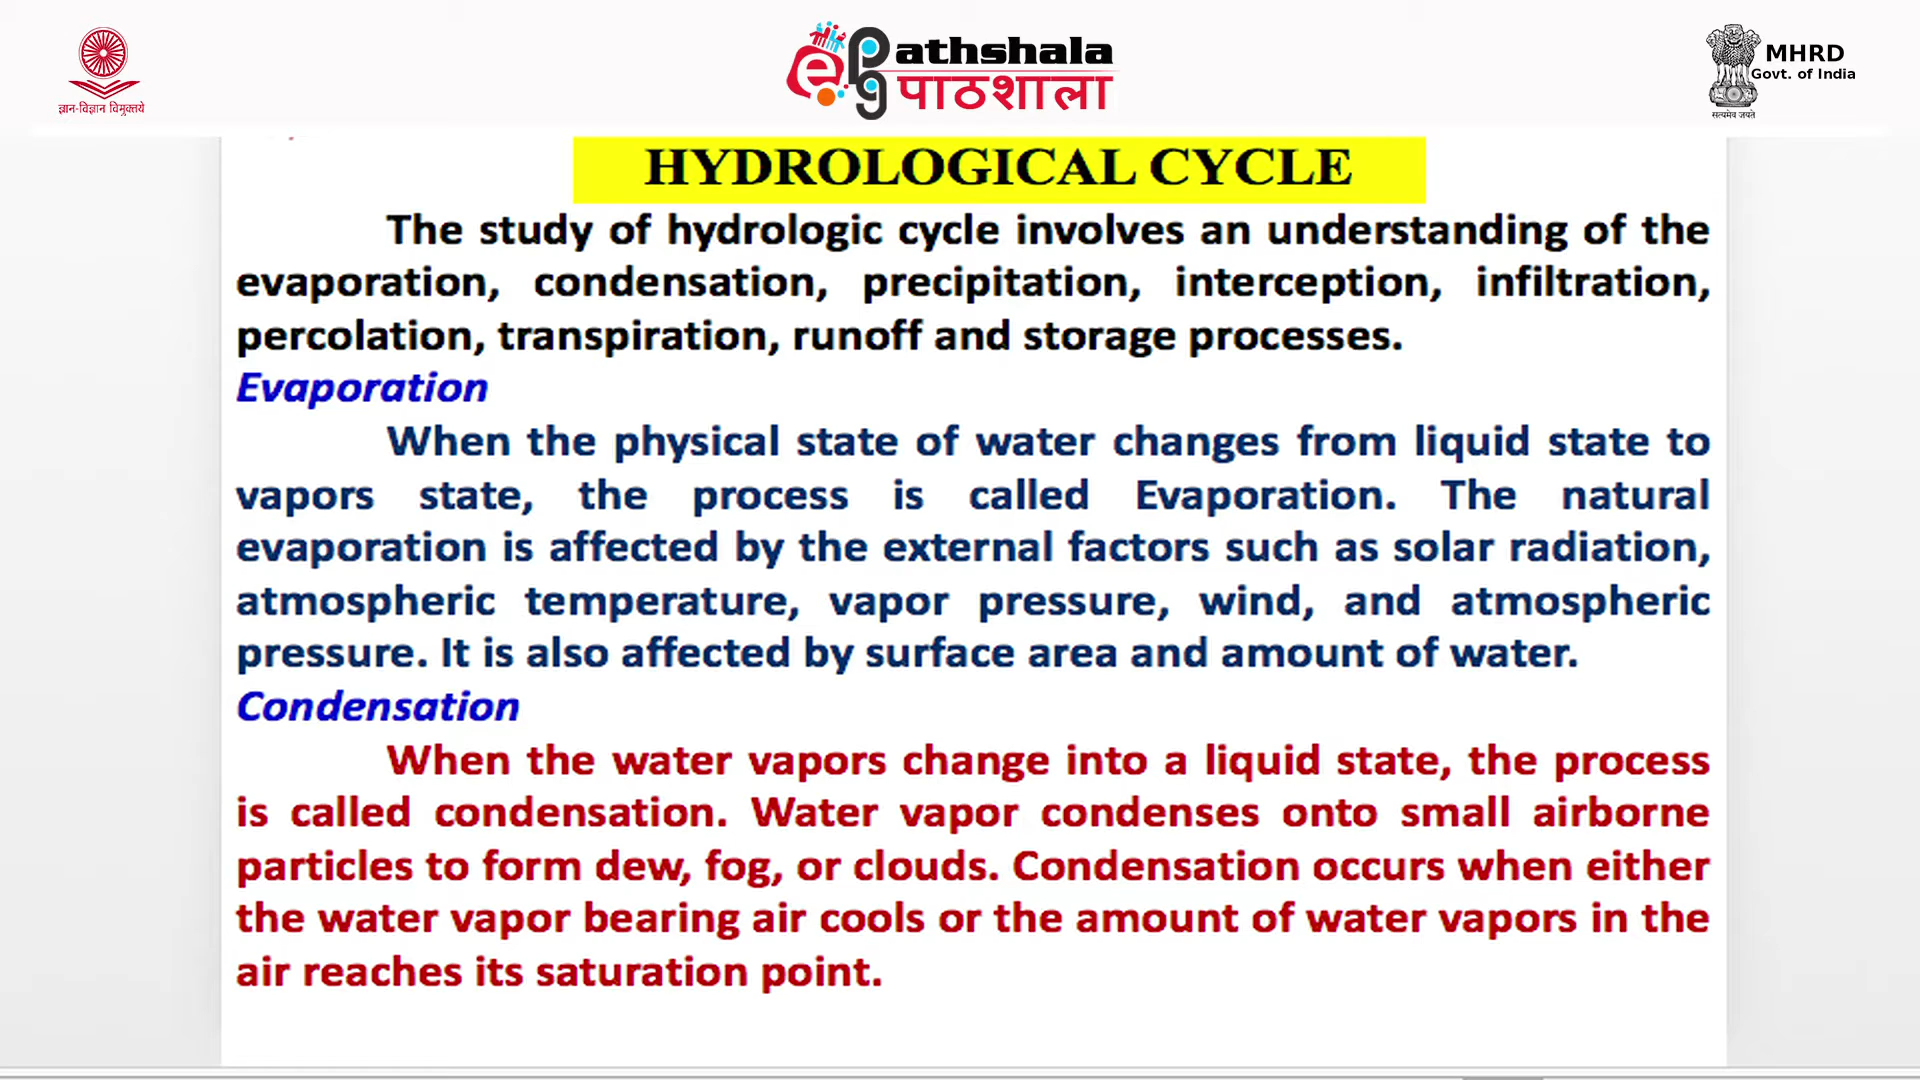 ज्ञान-विज्ञान विमुक्तये
e Pg athshala
पाठशाला
MHRD
Govt. of India
सत्यमेव जयते
HYDROLOGICAL CYCLE
The study of hydrologic cycle involves an understanding of the
evaporation, condensation, precipitation, interception, infiltration,
percolation, transpiration, runoff and storage processes.
Evaporation
When the physical state of water changes from liquid state to
vapors state, the process is called Evaporation. The natural
evaporation is affected by the external factors such as solar radiation,
atmospheric temperature, vapor pressure, wind, and atmospheric
pressure. It is also affected by surface area and amount of water.
Condensation
When the water vapors change into a liquid state, the process
is called condensation. Water vapor condenses onto small airborne
particles to form dew, fog, or clouds. Condensation occurs when either
the water vapor bearing air cools or the amount of water vapors in the
air reaches its saturation point.